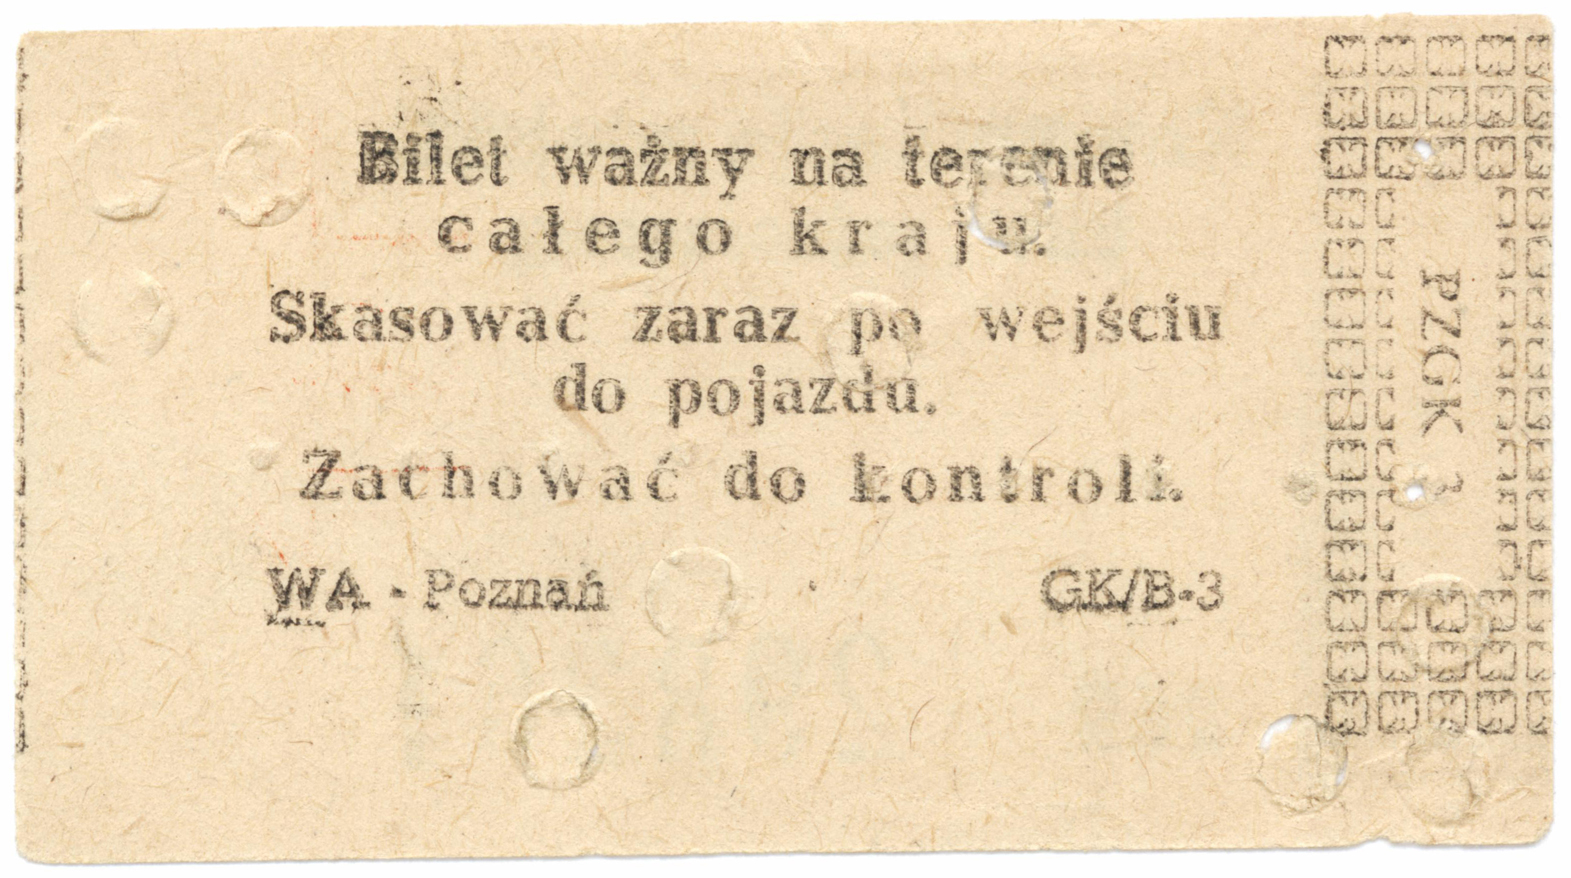 Bilet ważny na terenie
całego kraju.
Skasować zaraz po wejściu
do pojazdu.
Zachować do kontroli.
WA - Poznań GK/B-3
PZGK